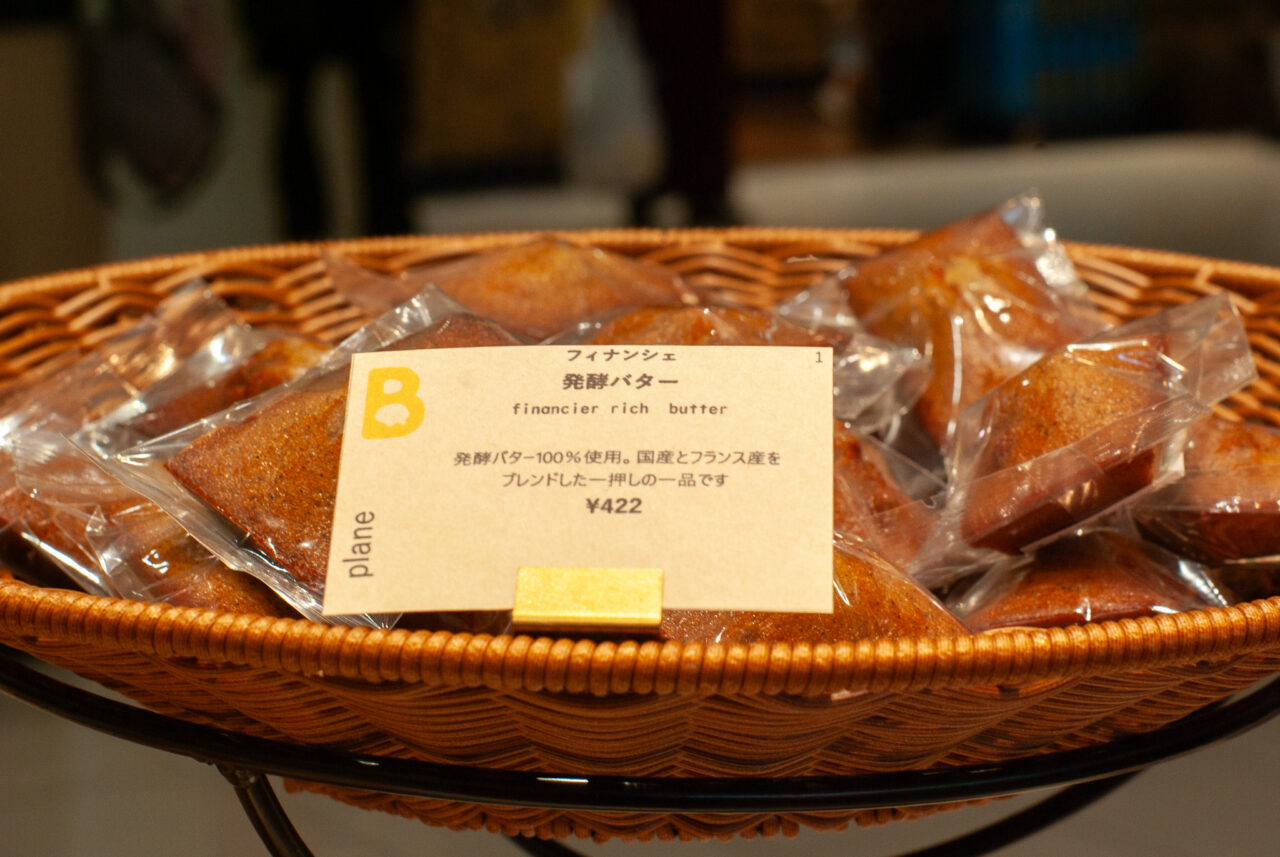 フィナンシェ
1
発酵バター
B
financier rich butter
発酵バター100%使用。国産とフランス産を
ブレンドした一押しの一品です
¥422
plane